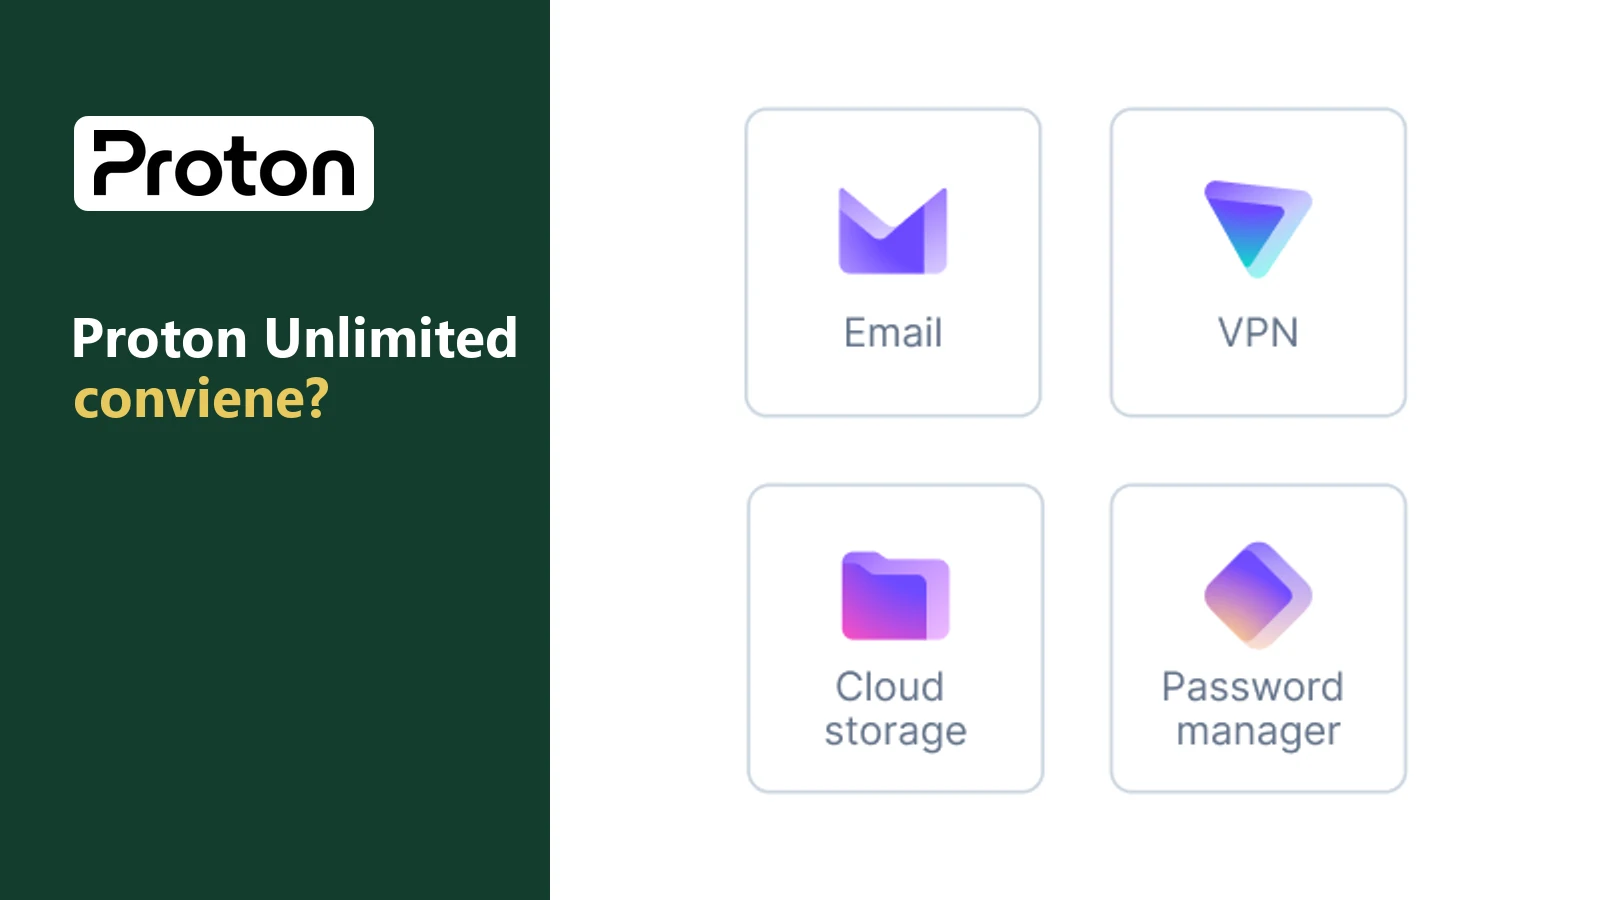 Proton
Proton Unlimited
conviene?
Email
VPN
Cloud
storage
Password
manager